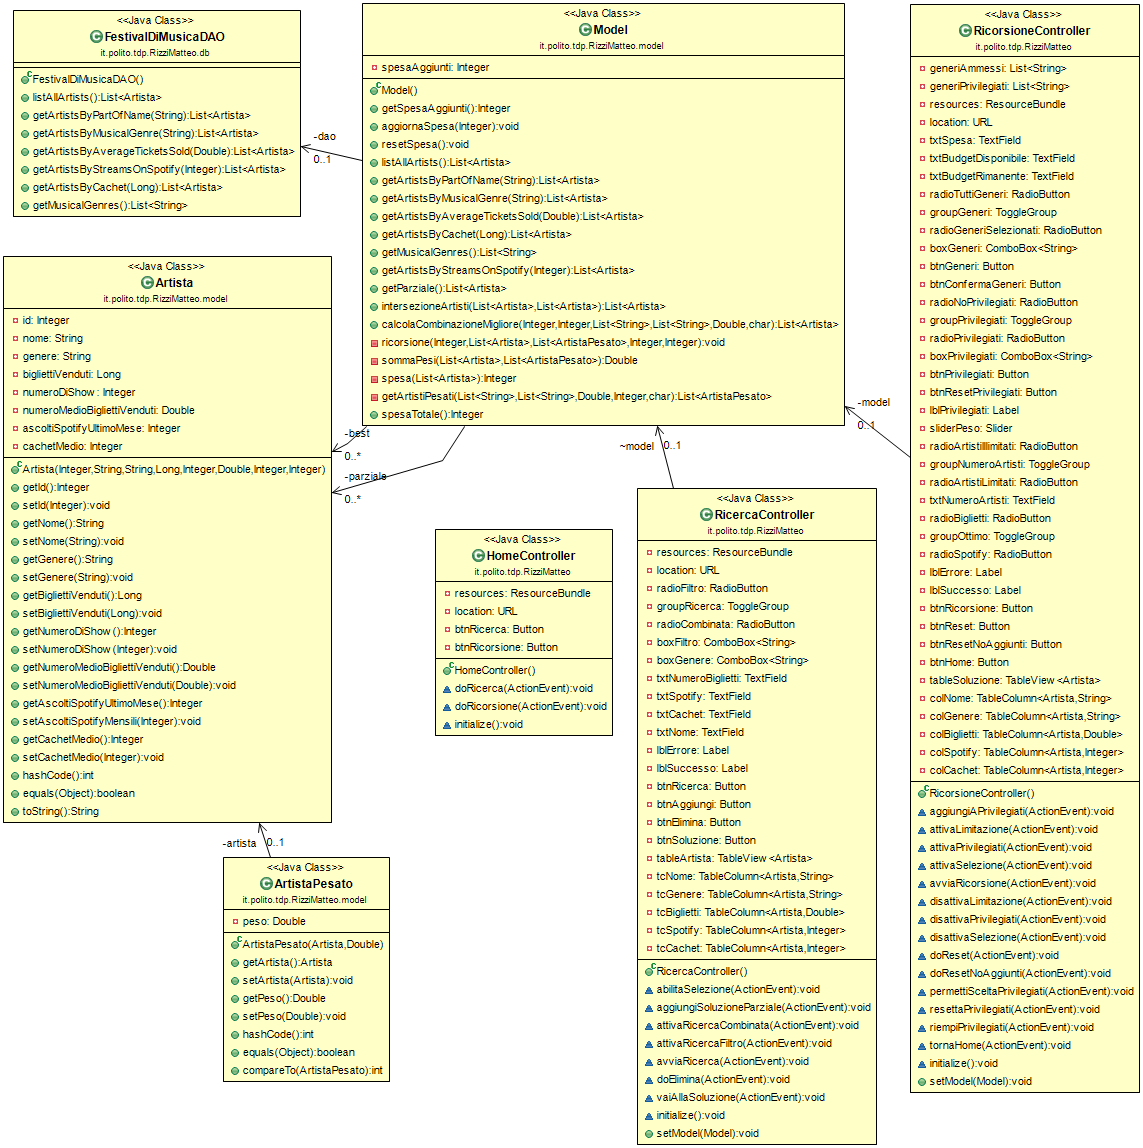 <<Java Class>>
FestivalDiMusicaDAO
it.polito.tdp.RizziMatteo.db
FestivalDiMusicaDAO()
listAllArtists():List<Artista>
getArtistsByPartOfName(String):List<Artista>
getArtistsByMusicalGenre(String):List<Artista>
getArtistsByAverageTicketsSold(Double):List<Artista>
getArtistsByStreamsOnSpotify(Integer):List<Artista>
getArtistsByCachet(Long):List<Artista>
getMusicalGenres():List<String>
-dao
0..1
<<Java Class>>
Model
it.polito.tdp.RizziMatteo.model
spesaAggiunti: Integer
Model()
getSpesaAggiunti():Integer
aggiornaSpesa(Integer):void
resetSpesa():void
listAllArtists():List<Artista>
getArtistsByPartOfName(String):List<Artista>
getArtistsByMusicalGenre(String):List<Artista>
getArtistsByAverageTicketsSold(Double):List<Artista>
getArtistsByCachet(Long):List<Artista>
getMusicalGenres():List<String>
getArtistsByStreamsOnSpotify(Integer):List<Artista>
getParziale():List<Artista>
intersezioneArtisti(List<Artista>,List<Artista>):List<Artista>
calcolaCombinazioneMigliore(Integer,Integer,List<String>,List<String>,Double,char):List<Artista>
ricorsione(Integer,List<Artista>,List<ArtistaPesato>,Integer,Integer):void
sommaPesi(List<Artista>,List<ArtistaPesato>):Double
spesa(List<Artista>):Integer
getArtistiPesati(List<String>,List<String>,Double,Integer,char):List<ArtistaPesato>
spesaTotale():Integer
-best
0..*
-parziale
0..*
~model
0..1
-model
0..1
<<Java Class>>
Artista
it.polito.tdp.RizziMatteo.model
id: Integer
nome: String
genere: String
bigliettiVenduti: Long
numeroDiShow : Integer
numeroMedioBigliettiVenduti: Double
ascoltiSpotifyUltimoMese: Integer
cachetMedio: Integer
Artista(Integer,String,String,Long,Integer,Double,Integer,Integer)
getId():Integer
setId(Integer):void
getNome():String
setNome(String):void
getGenere():String
setGenere(String):void
getBigliettiVenduti():Long
setBigliettiVenduti(Long):void
getNumeroDiShow ():Integer
setNumeroDiShow (Integer):void
getNumeroMedioBigliettiVenduti():Double
setNumeroMedioBigliettiVenduti(Double):void
getAscoltiSpotifyUltimoMese():Integer
setAscoltiSpotifyMensili(Integer):void
getCachetMedio():Integer
setCachetMedio(Integer):void
hashCode():int
equals(Object):boolean
toString():String
-artista
0..1
<<Java Class>>
ArtistaPesato
it.polito.tdp.RizziMatteo.model
peso: Double
ArtistaPesato(Artista,Double)
getArtista():Artista
setArtista(Artista):void
getPeso():Double
setPeso(Double):void
hashCode():int
equals(Object):boolean
compareTo(ArtistaPesato):int
<<Java Class>>
HomeController
it.polito.tdp.RizziMatteo
resources: ResourceBundle
location: URL
btnRicerca: Button
btnRicorsione: Button
HomeController()
doRicerca(ActionEvent):void
doRicorsione(ActionEvent):void
initialize():void
<<Java Class>>
RicercaController
it.polito.tdp.RizziMatteo
resources: ResourceBundle
location: URL
radioFiltro: RadioButton
groupRicerca: ToggleGroup
radioCombinata: RadioButton
boxFiltro: ComboBox<String>
boxGenere: ComboBox<String>
txtNumeroBiglietti: TextField
txtSpotify: TextField
txtCachet: TextField
txtNome: TextField
lblErrore: Label
lblSuccesso: Label
btnRicerca: Button
btnAggiungi: Button
btnElimina: Button
btnSoluzione: Button
tableArtista: TableView <Artista>
tcNome: TableColumn<Artista,String>
tcGenere: TableColumn<Artista,String>
tcBiglietti: TableColumn<Artista,Double>
tcSpotify: TableColumn<Artista,Integer>
tcCachet: TableColumn<Artista,Integer>
RicercaController()
abilitaSelezione(ActionEvent):void
aggiungiSoluzioneParziale(ActionEvent):void
attivaRicercaCombinata(ActionEvent):void
attivaRicercaFiltro(ActionEvent):void
avviaRicerca(ActionEvent):void
doElimina(ActionEvent):void
vaiAllaSoluzione(ActionEvent):void
initialize():void
setModel(Model):void
<<Java Class>>
RicorsioneController
it.polito.tdp.RizziMatteo
generiAmmessi: List<String>
generiPrivilegiati: List<String>
resources: ResourceBundle
location: URL
txtSpesa: TextField
txtBudgetDisponibile: TextField
txtBudgetRimanente: TextField
radioTuttiGeneri: RadioButton
groupGeneri: ToggleGroup
radioGeneriSelezionati: RadioButton
boxGeneri: ComboBox<String>
btnGeneri: Button
btnConfermaGeneri: Button
radioNoPrivilegiati: RadioButton
groupPrivilegiati: ToggleGroup
radioPrivilegiati: RadioButton
boxPrivilegiati: ComboBox<String>
btnPrivilegiati: Button
btnResetPrivilegiati: Button
lblPrivilegiati: Label
sliderPeso: Slider
radioArtistiIllimitati: RadioButton
groupNumeroArtisti: ToggleGroup
radioArtistiLimitati: RadioButton
txtNumeroArtisti: TextField
radioBiglietti: RadioButton
groupOttimo: ToggleGroup
radioSpotify: RadioButton
lblErrore: Label
lblSuccesso: Label
btnRicorsione: Button
btnReset: Button
btnResetNoAggiunti: Button
btnHome: Button
tableSoluzione: TableView <Artista>
colNome: TableColumn<Artista,String>
colGenere: TableColumn<Artista,String>
colBiglietti: TableColumn<Artista,Double>
colSpotify: TableColumn<Artista,Integer>
colCachet: TableColumn<Artista,Integer>
RicorsioneController()
aggiungiAPrivilegiati(ActionEvent):void
attivaLimitazione(ActionEvent):void
attivaPrivilegiati(ActionEvent):void
attivaSelezione(ActionEvent):void
avviaRicorsione(ActionEvent):void
disattivaLimitazione(ActionEvent):void
disattivaPrivilegiati(ActionEvent):void
disattivaSelezione(ActionEvent):void
doReset(ActionEvent):void
doResetNoAggiunti(ActionEvent):void
permettiSceltaPrivilegiati(ActionEvent):void
resettaPrivilegiati(ActionEvent):void
riempiPrivilegiati(ActionEvent):void
tornaHome(ActionEvent):void
initialize():void
setModel(Model):void